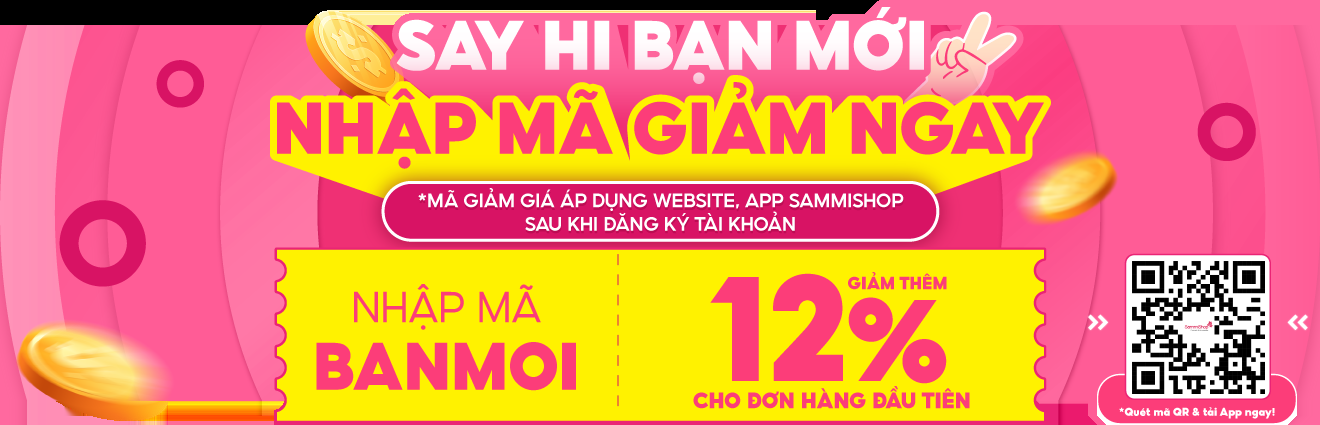 SAY HI BẠN MỚI
NHẬP MÃ GIẢM NGAY
*MÃ GIẢM GIÁ ÁP DỤNG WEBSITE, APP SAMMISHOP
SAU KHI ĐĂNG KÝ TÀI KHOẢN
NHẬP MÃ
BANMOI
GIẢM THÊM
12%
CHO ĐƠN HÀNG ĐẦU TIÊN
SammiShop
*Quét mã QR & tải App ngay!